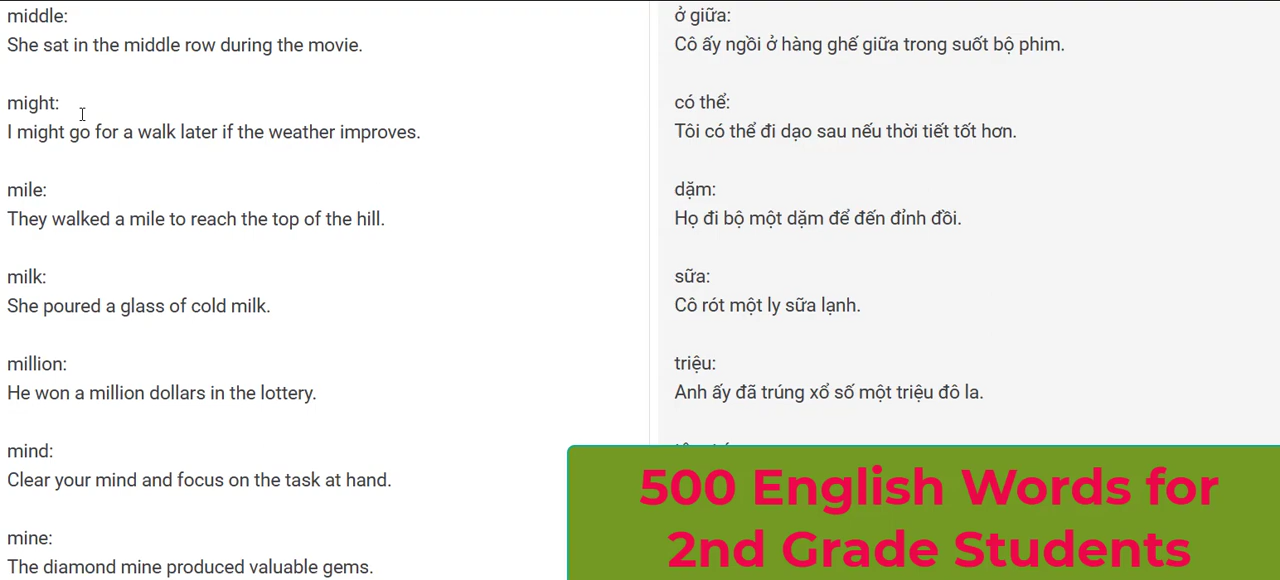 middle:
She sat in the middle row during the movie.
might:
I might go for a walk later if the weather improves.
mile:
They walked a mile to reach the top of the hill.
milk:
She poured a glass of cold milk.
million:
He won a million dollars in the lottery.
mind:
Clear your mind and focus on the task at hand.
mine:
The diamond mine produced valuable gems.
ở giữa:
Cô ấy ngồi ở hàng ghế giữa trong suốt bộ phim.
có thể:
Tôi có thể đi dạo sau nếu thời tiết tốt hơn.
dặm:
Họ đi bộ một dặm để đến đỉnh đồi.
sữa:
Cô rót một ly sữa lạnh.
triệu:
Anh ấy đã trúng xổ số một triệu đô la.
500 English Words for
2nd Grade Students